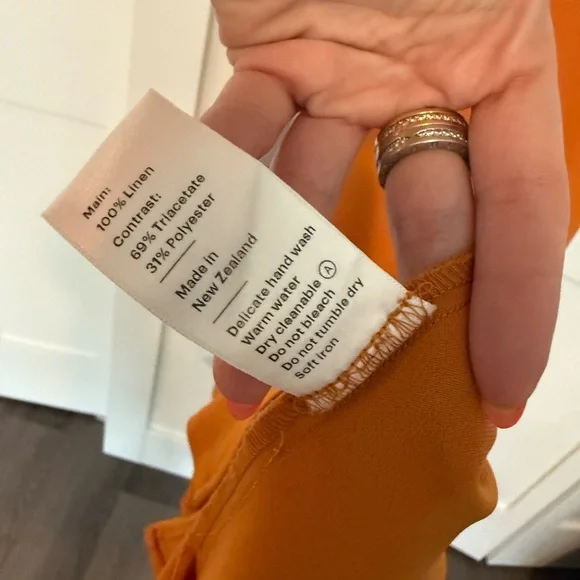 Main:
100% Linen
Contrast:
69% Triacetate
31% Polyester
Made in
New Zealand
Delicate hand wash
Warm water
Dry cleanable Ⓐ
Do not bleach
Do not tumble dry
Soft iron